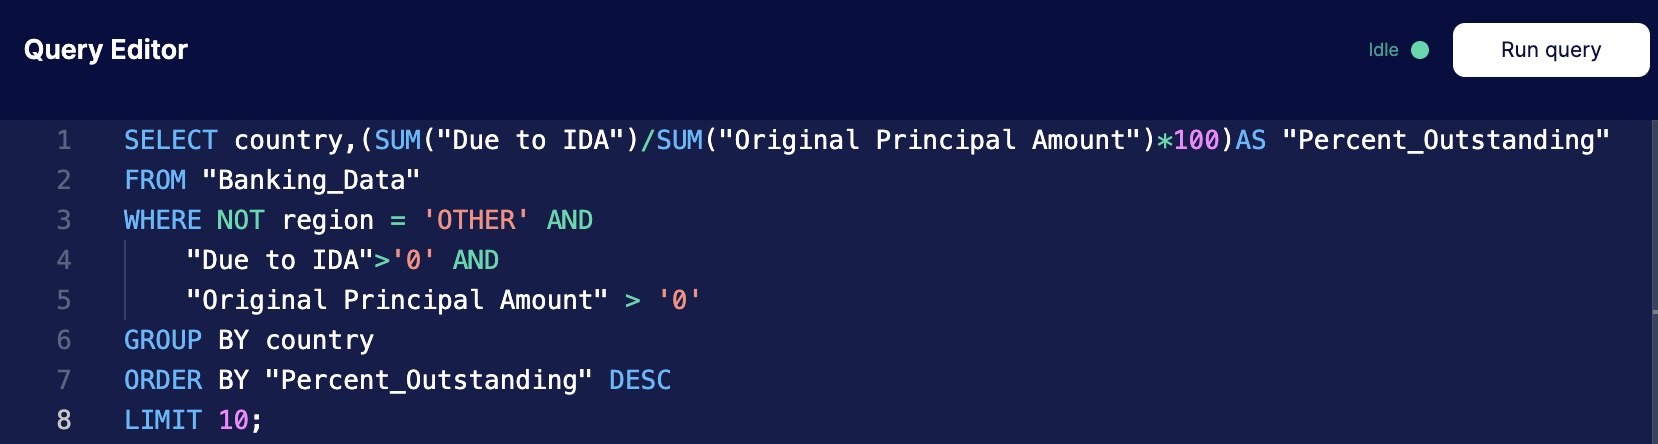 Query Editor
Idle
Run query
1 SELECT country,(SUM("Due to IDA")/SUM("Original Principal Amount")*100)AS "Percent_Outstanding"
2 FROM "Banking_Data"
3 WHERE NOT region = 'OTHER' AND
4 "Due to IDA">'0' AND
5 "Original Principal Amount" > '0'
6 GROUP BY country
7 ORDER BY "Percent_Outstanding" DESC
8 LIMIT 10;